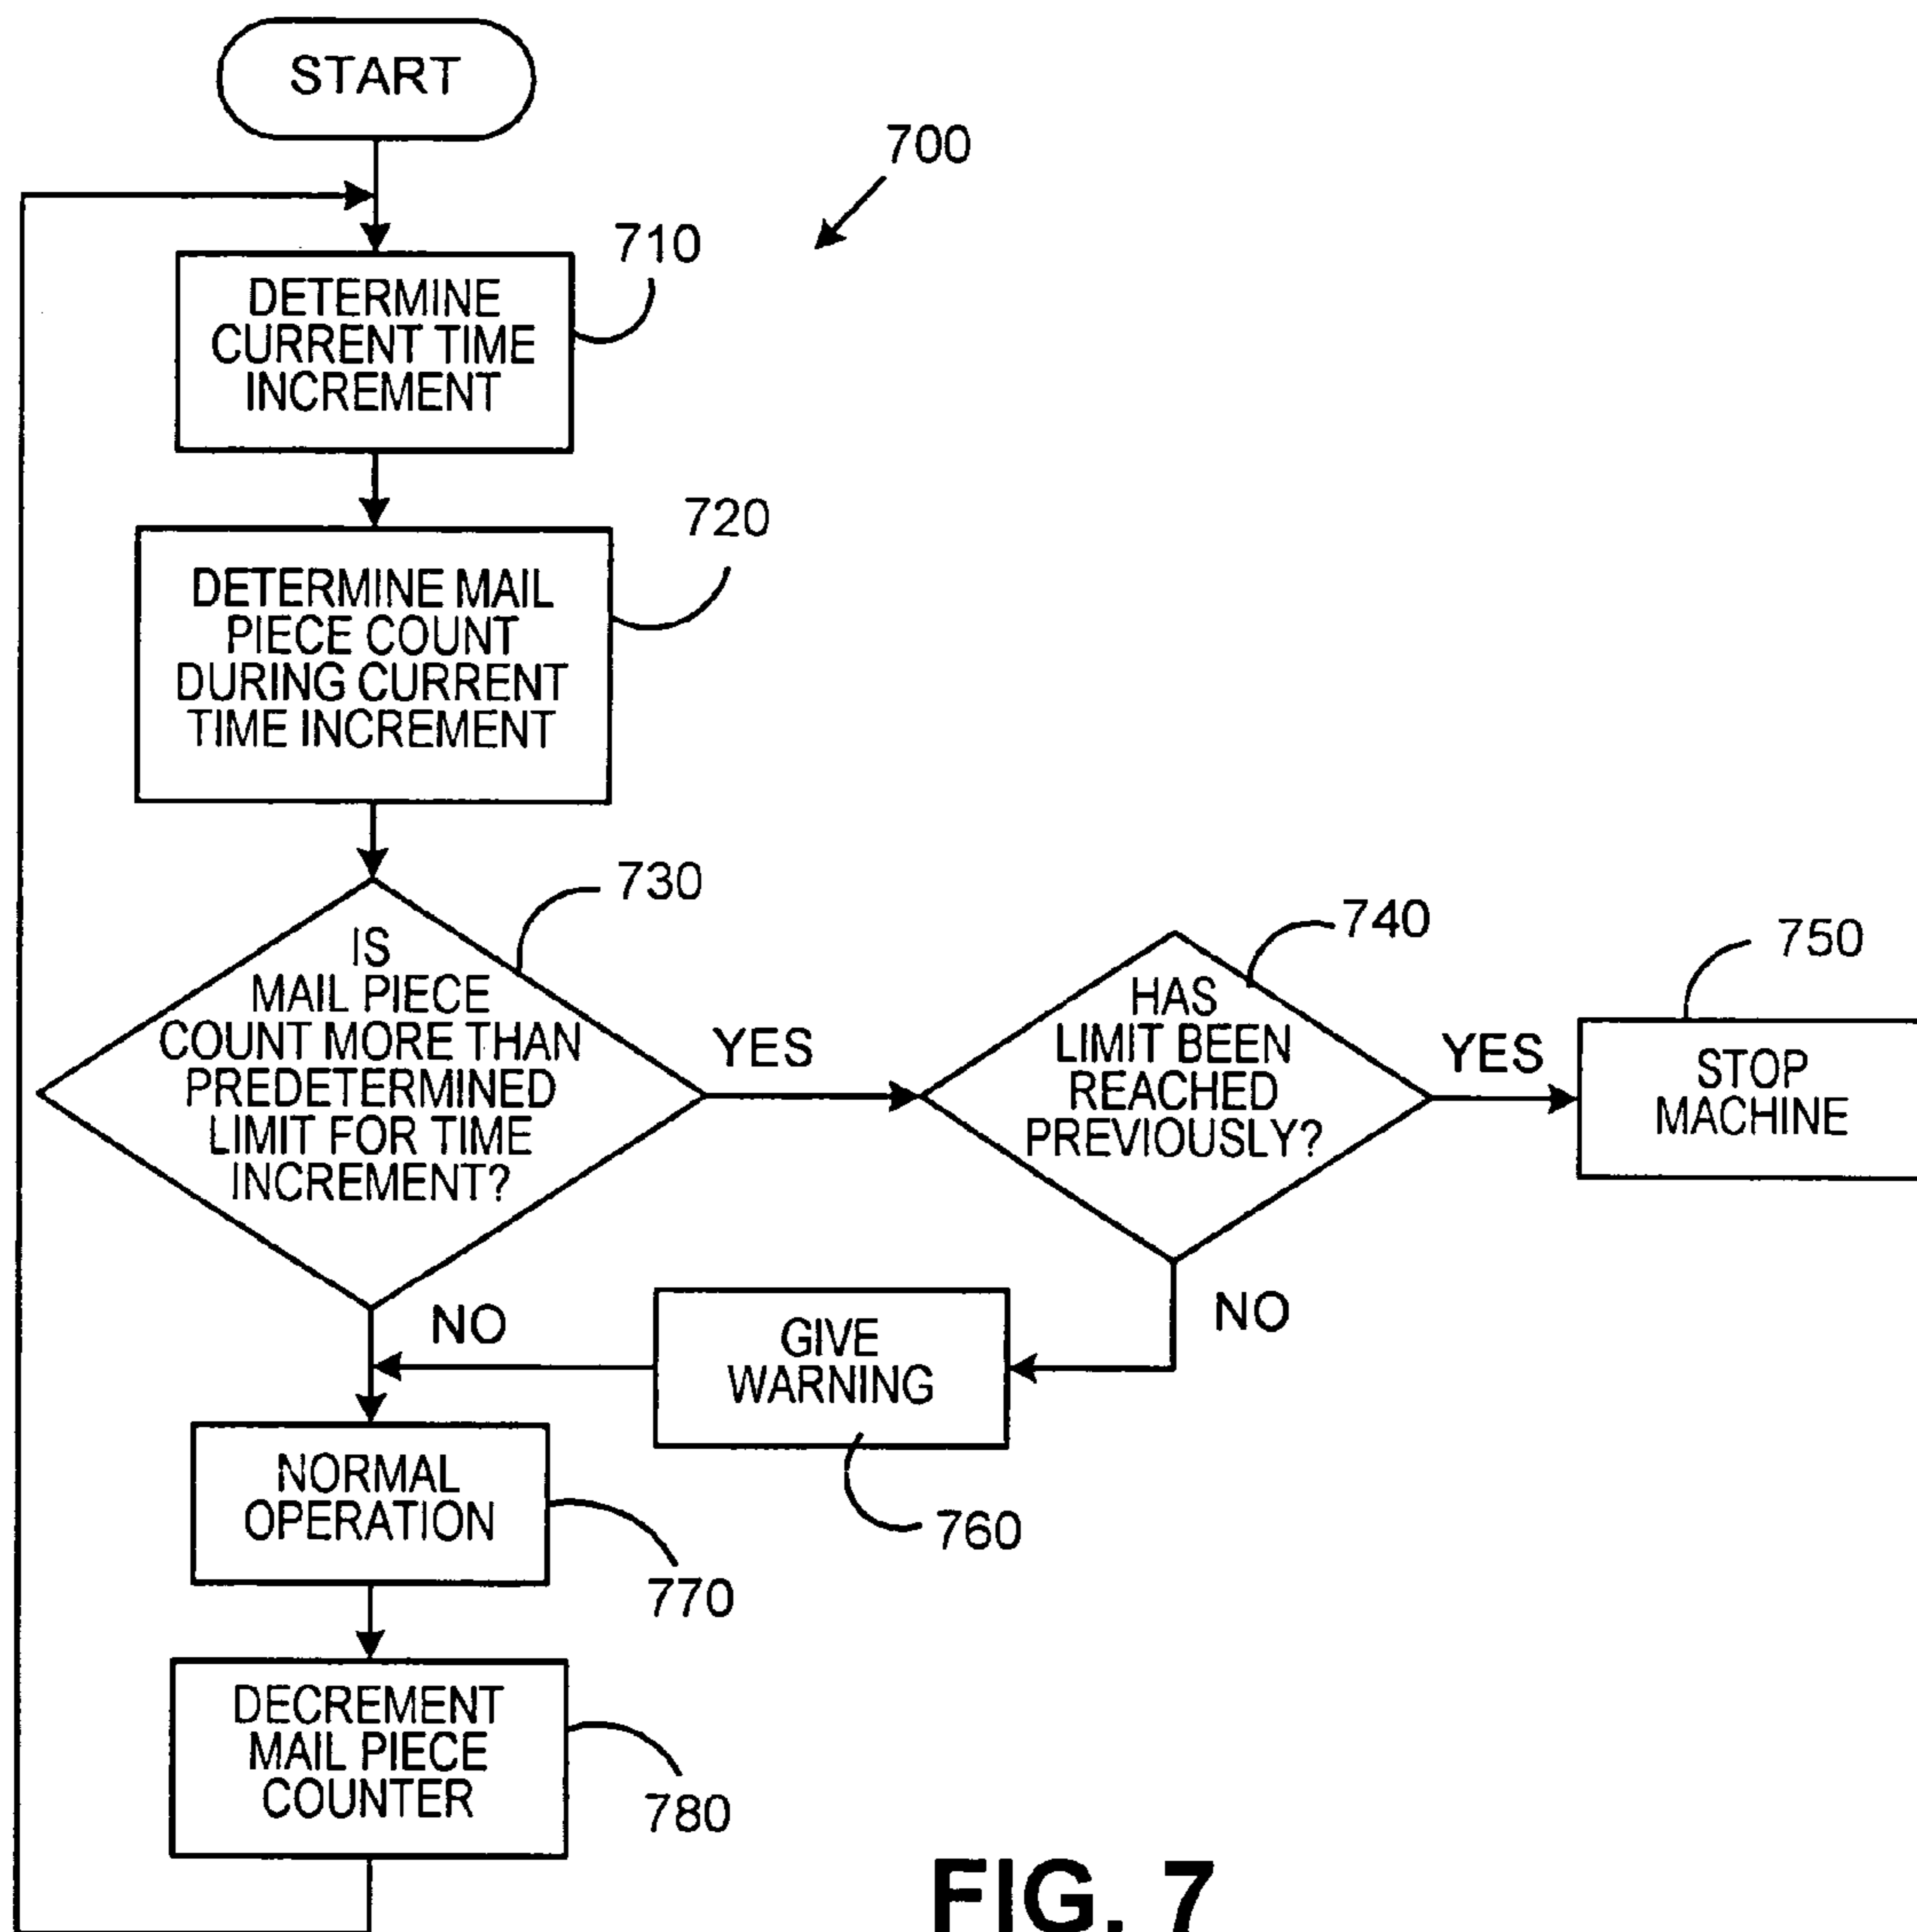 START
700
710
DETERMINE
CURRENT TIME
INCREMENT
720
DETERMINE MAIL
PIECE COUNT
DURING CURRENT
TIME INCREMENT
730
IS
MAIL PIECE
COUNT MORE THAN
PREDETERMINED
LIMIT FOR TIME
INCREMENT?
YES
740
HAS
LIMIT BEEN
REACHED
PREVIOUSLY?
YES
750
STOP
MACHINE
NO
NO
GIVE
WARNING
760
NORMAL
OPERATION
770
DECREMENT
MAIL PIECE
COUNTER
780
FIG. 7